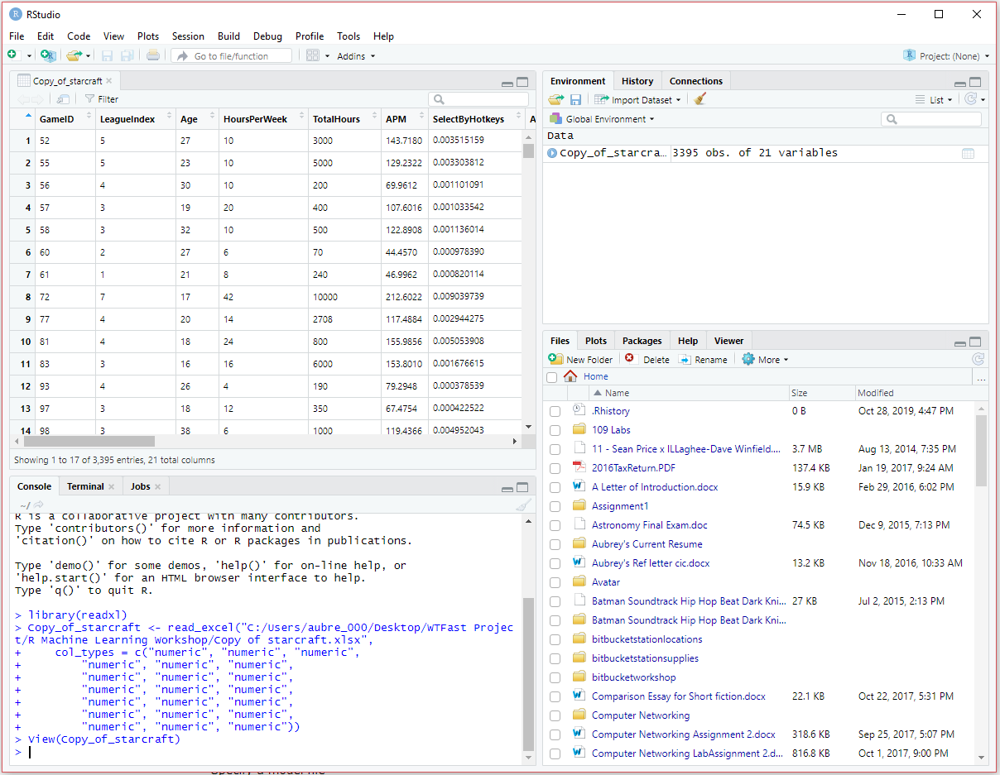 RStudio
File Edit Code View Plots Session Build Debug Profile Tools Help
Go to file/function Addins Project: (None)
Copy_of_starcraft
Filter
GameID LeagueIndex Age HoursPerWeek TotalHours APM SelectByHotkeys A
1 52 5 27 10 3000 143.7180 0.003515159
2 55 5 23 10 5000 129.2322 0.003303812
3 56 4 30 10 200 69.9612 0.001101091
4 57 3 19 20 400 107.6016 0.001033542
5 58 3 32 10 500 122.8908 0.001136014
6 60 2 27 6 70 44.4570 0.000978390
7 61 1 21 8 240 46.9962 0.000820114
8 72 7 17 42 10000 212.6022 0.009039739
9 77 4 20 14 2708 117.4884 0.002944275
10 81 4 18 24 800 155.9856 0.005053908
11 83 3 16 16 6000 153.8010 0.001676615
12 93 4 26 4 190 79.2948 0.000378539
13 97 3 18 12 350 67.4754 0.000422522
14 98 3 38 6 1000 119.4366 0.004952043
Showing 1 to 17 of 3,395 entries, 21 total columns
Console Terminal Jobs
~/
R is a collaborative project with many contributors.
Type 'contributors()' for more information and
'citation()' on how to cite R or R packages in publications.
Type 'demo()' for some demos, 'help()' for on-line help, or
'help.start()' for an HTML browser interface to help.
Type 'q()' to quit R.
> library(readxl)
> Copy_of_starcraft <- read_excel("C:/Users/aubre_000/Desktop/WTFast Projec
t/R Machine Learning Workshop/Copy of starcraft.xlsx",
+     col_types = c("numeric", "numeric", "numeric",
+         "numeric", "numeric", "numeric",
+         "numeric", "numeric", "numeric",
+         "numeric", "numeric", "numeric",
+         "numeric", "numeric", "numeric",
+         "numeric", "numeric", "numeric",
+         "numeric", "numeric", "numeric"))
> View(Copy_of_starcraft)
>
Environment History Connections
Import Dataset List
Global Environment
Data
Copy_of_starcra… 3395 obs. of 21 variables
Files Plots Packages Help Viewer
New Folder Delete Rename More
Home ...
Name Size Modified
.Rhistory 0 B Oct 28, 2019, 4:47 PM
109 Labs
11 - Sean Price x ILLaghee-Dave Winfield.... 3.7 MB Aug 13, 2014, 7:35 PM
2016TaxReturn.PDF 137.4 KB Jan 19, 2017, 9:24 AM
A Letter of Introduction.docx 15.9 KB Feb 29, 2016, 6:02 PM
Assignment1
Astronomy Final Exam.doc 74.5 KB Dec 9, 2015, 7:13 PM
Aubrey's Current Resume
Aubrey's Ref letter cic.docx 13.2 KB Nov 18, 2016, 10:33 AM
Avatar
Batman Soundtrack Hip Hop Beat Dark Kni... 27 KB Jul 2, 2015, 2:13 PM
Batman Soundtrack Hip Hop Beat Dark Kni...
bitbucketstationlocations
bitbucketstationsupplies
bitbucketworkshop
Comparison Essay for Short fiction.docx 22.1 KB Oct 22, 2017, 5:31 PM
Computer Networking
Computer Networking Assignment 2.docx 318.6 KB Sep 25, 2017, 5:07 PM
Computer Networking LabAssignment 2.d... 816.8 KB Oct 1, 2017, 9:00 PM